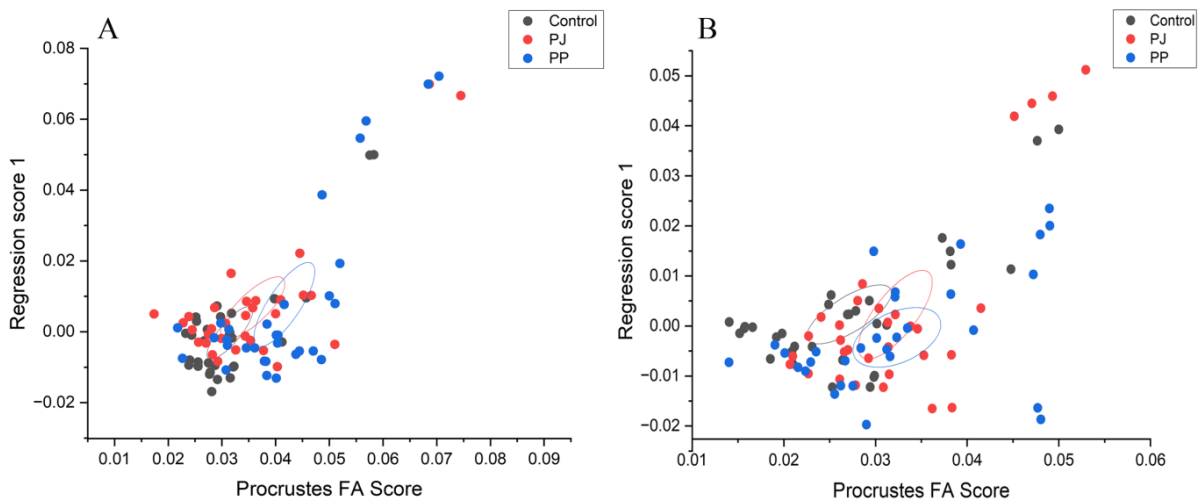 A
Control
PJ
PP
0.08
0.06
0.04
0.02
0.00
−0.02
Regression score 1
0.01 0.02 0.03 0.04 0.05 0.06 0.07 0.08 0.09
Procrustes FA Score
B
Control
PJ
PP
0.05
0.04
0.03
0.02
0.01
0.00
−0.01
−0.02
Regression score 1
0.01 0.02 0.03 0.04 0.05 0.06
Procrustes FA Score